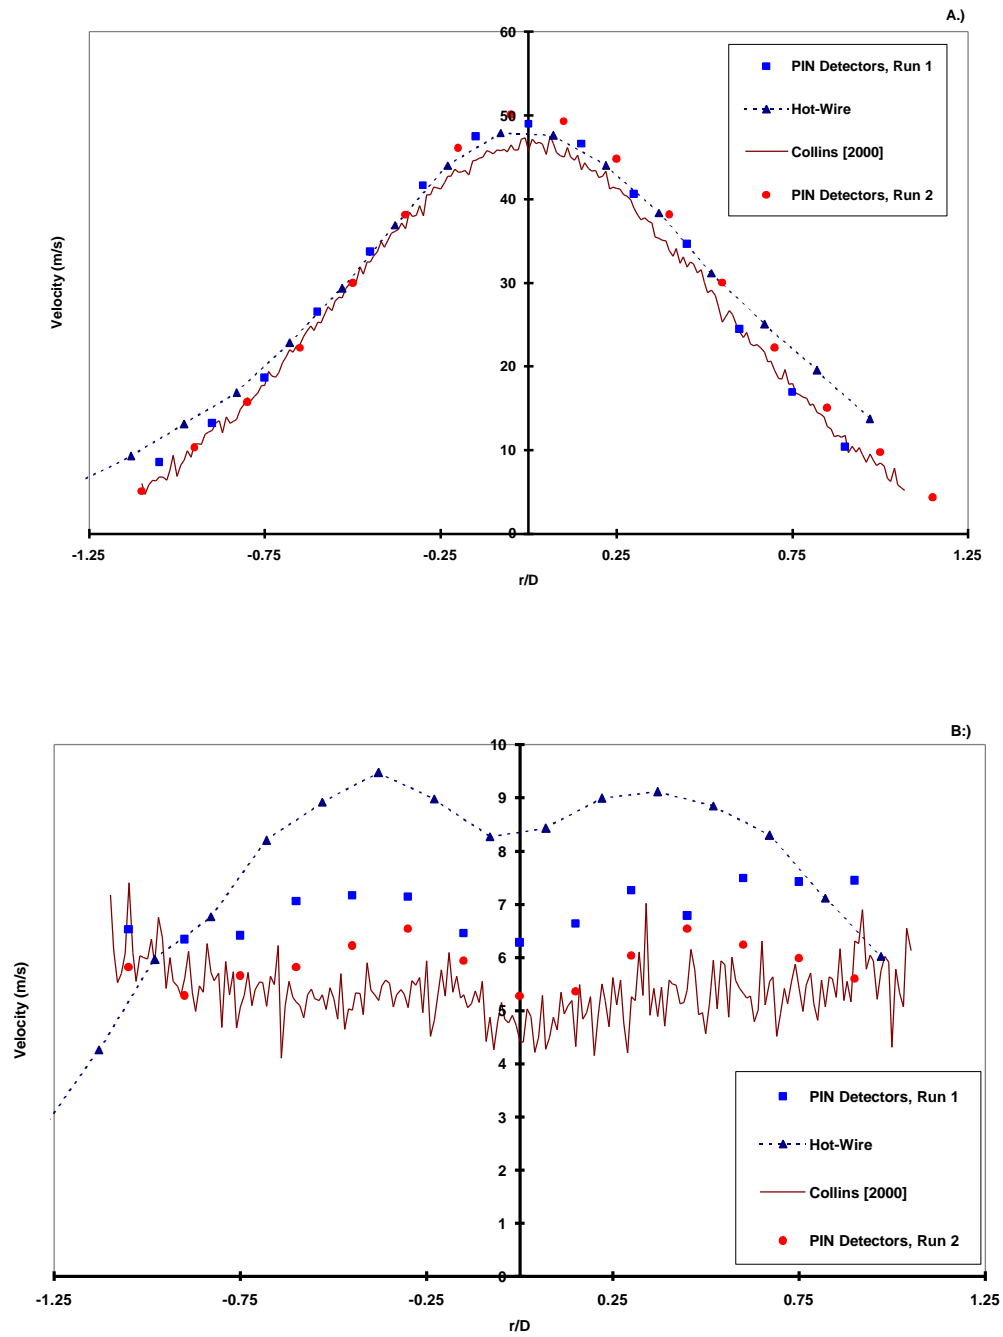 A.)
60
50
40
30
20
10
0
Velocity (m/s)
PIN Detectors, Run 1
Hot-Wire
Collins [2000]
PIN Detectors, Run 2
-1.25
-0.75
-0.25
0.25
0.75
1.25
r/D
B:)
10
9
8
7
6
5
4
3
2
1
0
Velocity (m/s)
PIN Detectors, Run 1
Hot-Wire
Collins [2000]
PIN Detectors, Run 2
-1.25
-0.75
-0.25
0.25
0.75
1.25
r/D